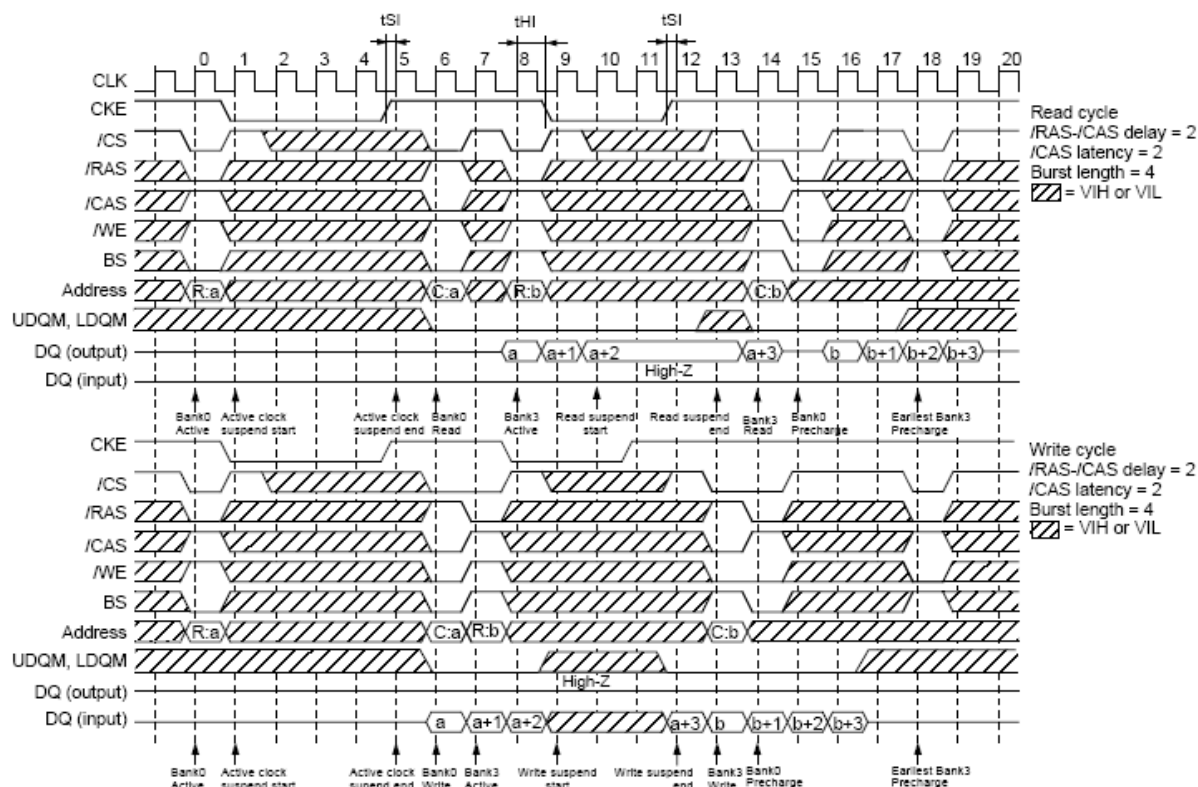 tSI tHI tSI
0 1 2 3 4 5 6 7 8 9 10 11 12 13 14 15 16 17 18 19 20
CLK
CKE
/CS
/RAS
/CAS
/WE
BS
Address R:a C:a R:b C:b
UDQM, LDQM
DQ (output) a a+1 a+2 a+3 b b+1 b+2 b+3
High-Z
DQ (input)
Bank0 Active
Active clock suspend start
Active clock supend end
Bank0 Read
Bank3 Active
Read suspend start
Read suspend end
Bank3 Read
Bank0 Precharge
Earliest Bank3 Precharge
Read cycle
/RAS-/CAS delay = 2
/CAS latency = 2
Burst length = 4
= VIH or VIL
CKE
/CS
/RAS
/CAS
/WE
BS
Address R:a C:a R:b C:b
UDQM, LDQM
High-Z
DQ (output)
DQ (input) a a+1 a+2 a+3 b b+1 b+2 b+3
Bank0 Active
Active clock suspend start
Active clock supend end
Bank0 Write
Bank3 Active
Write suspend start
Write suspend end
Bank3 Write
Bank0 Precharge
Earliest Bank3 Precharge
Write cycle
/RAS-/CAS delay = 2
/CAS latency = 2
Burst length = 4
= VIH or VIL